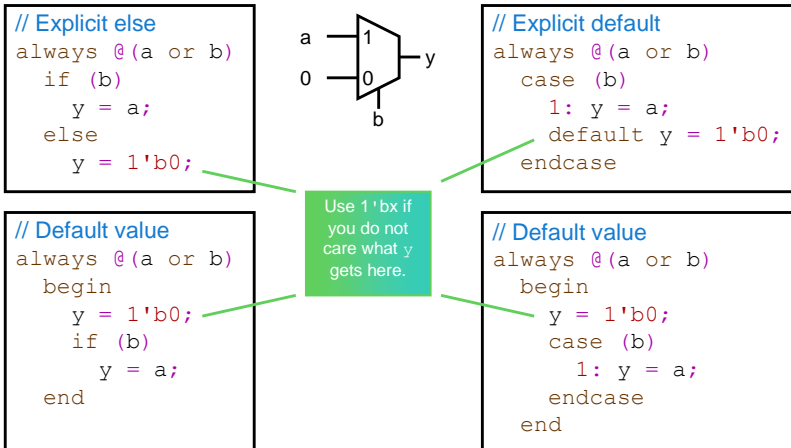 // Explicit else
always @(a or b)
  if (b)
    y = a;
  else
    y = 1'b0;
a
1
0
0
b
y
// Explicit default
always @(a or b)
  case (b)
    1: y = a;
    default y = 1'b0;
  endcase
Use 1'bx if
you do not
care what y
gets here.
// Default value
always @(a or b)
  begin
    y = 1'b0;
    if (b)
      y = a;
  end
// Default value
always @(a or b)
  begin
    y = 1'b0;
    case (b)
      1: y = a;
    endcase
  end